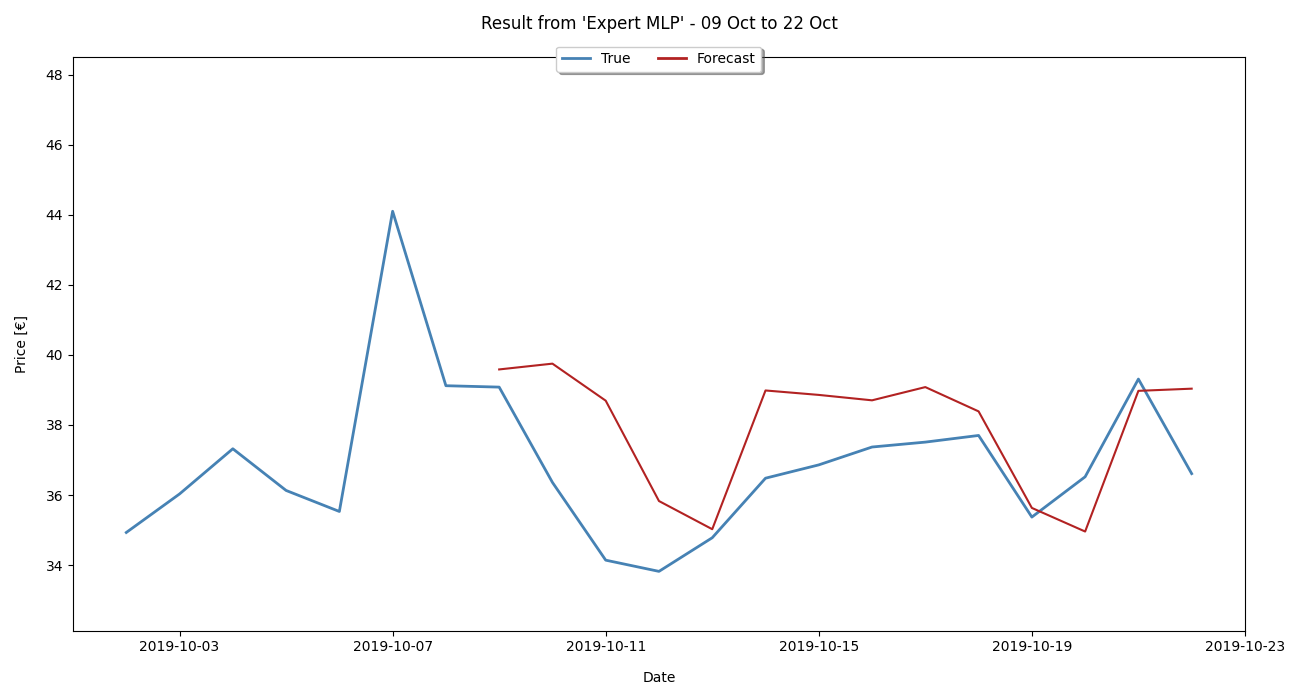 Result from 'Expert MLP' - 09 Oct to 22 Oct
True Forecast
48
46
44
42
40
38
36
34
Price [€]
2019-10-03 2019-10-07 2019-10-11 2019-10-15 2019-10-19 2019-10-23
Date